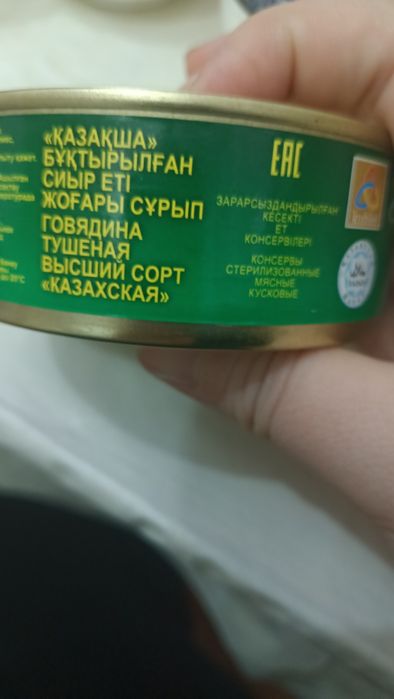 «ҚАЗАҚША»
БҰҚТЫРЫЛҒАН
СИЫР ЕТІ
ЖОҒАРЫ СҰРЫП
ГОВЯДИНА
ТУШЕНАЯ
ВЫСШИЙ СОРТ
«КАЗАХСКАЯ»
EAC
ЗАРАРСЫЗДАНДЫРЫЛҒАН
КЕСЕКТІ
ЕТ
КОНСЕРВІЛЕРІ
КОНСЕРВЫ
СТЕРИЛИЗОВАННЫЕ
МЯСНЫЕ
КУСКОВЫЕ